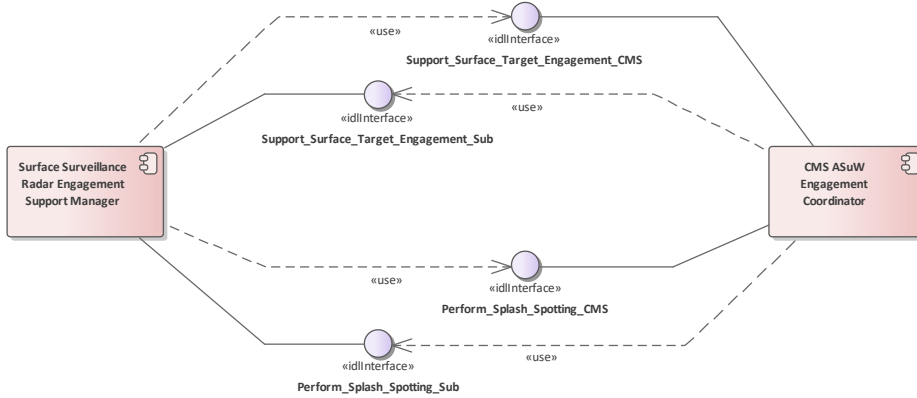 «use»
«idlInterface»
Support_Surface_Target_Engagement_CMS
«idlInterface»
«use»
Support_Surface_Target_Engagement_Sub
Surface Surveillance
Radar Engagement
Support Manager
CMS ASuW
Engagement
Coordinator
«use»
«idlInterface»
Perform_Splash_Spotting_CMS
«use»
«idlInterface»
Perform_Splash_Spotting_Sub